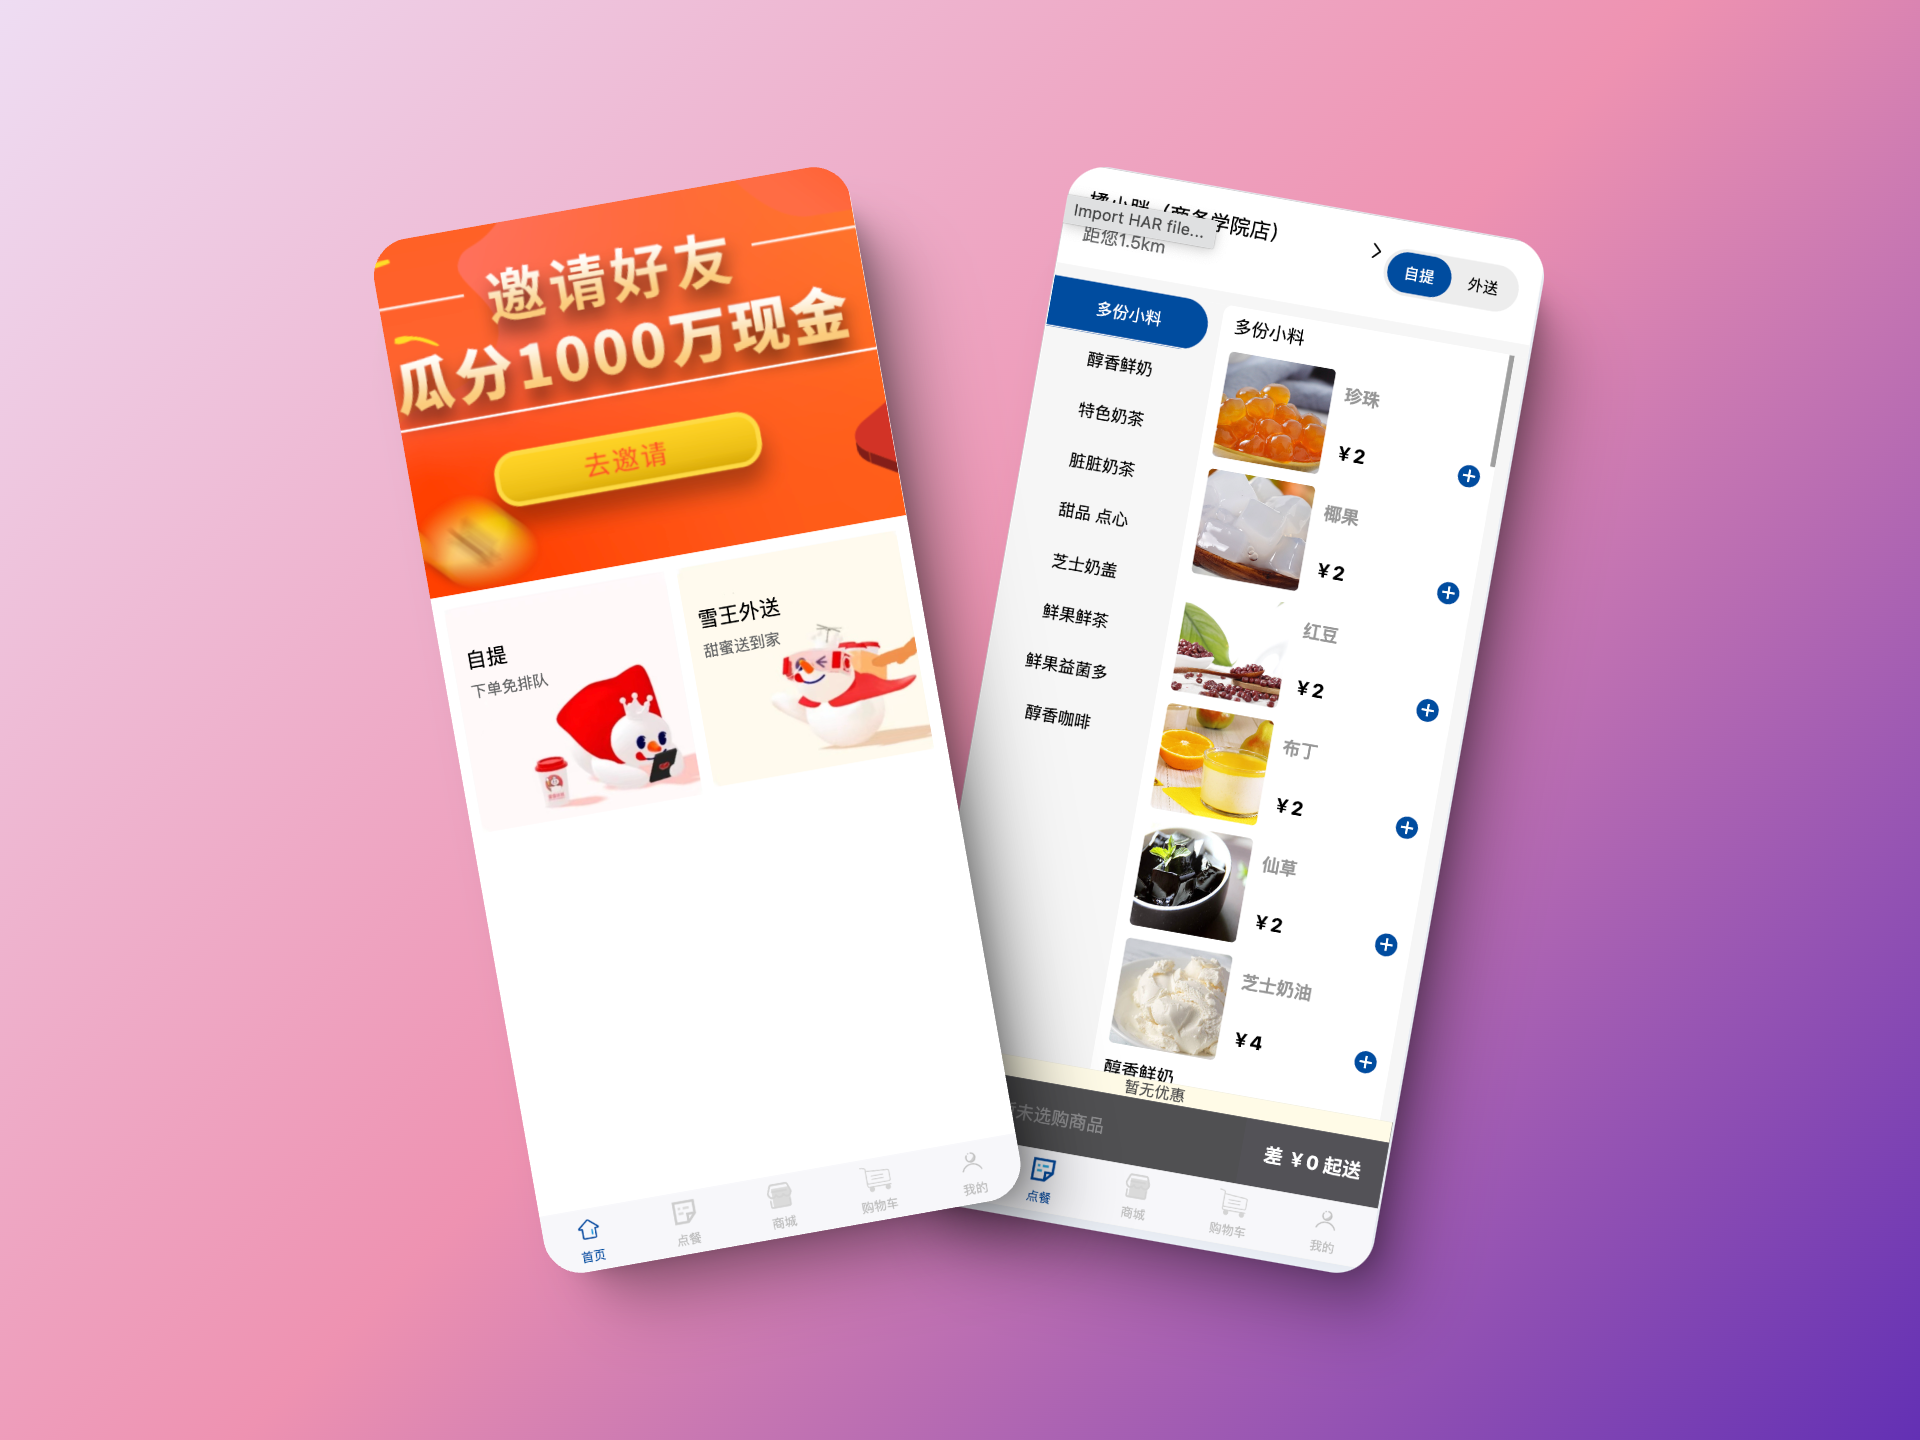 邀请好友
瓜分1000万现金
去邀请
自提
下单免排队
雪王外送
甜蜜送到家
首页
点餐
商城
购物车
我的
橘小胖（商务学院店）
Import HAR file...
距您1.5km
自提
外送
多份小料
醇香鲜奶
特色奶茶
脏脏奶茶
甜品 点心
芝士奶盖
鲜果鲜茶
鲜果益菌多
醇香咖啡
多份小料
珍珠
¥2
椰果
¥2
红豆
¥2
布丁
¥2
仙草
¥2
芝士奶油
¥4
醇香鲜奶
暂无优惠
未选购商品
差 ¥0 起送
点餐
商城
购物车
我的